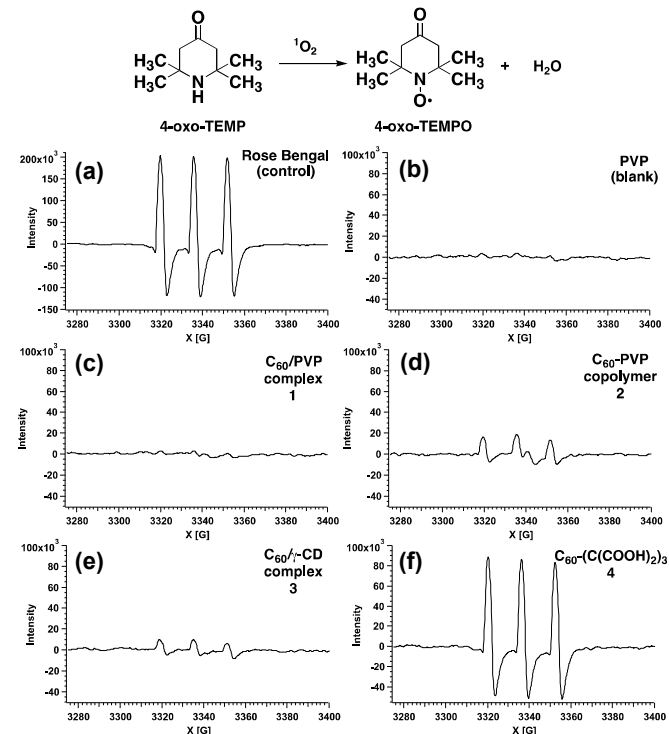 O
¹O₂
O
H₃C
CH₃
H₃C
CH₃
H₃C
N
CH₃
H₃C
N
CH₃
+
H₂O
H
O•
4-oxo-TEMP
4-oxo-TEMPO
(a)
Rose Bengal
(control)
200x10³
150
100
50
0
-50
-100
-150
Intensity
3280 3300 3320 3340 3360 3380 3400
X [G]
(b)
PVP
(blank)
100x10³
80
60
40
20
0
-20
-40
Intensity
3280 3300 3320 3340 3360 3380 3400
X [G]
(c)
C₆₀/PVP
complex
1
100x10³
80
60
40
20
0
-20
-40
Intensity
3280 3300 3320 3340 3360 3380 3400
X [G]
(d)
C₆₀-PVP
copolymer
2
100x10³
80
60
40
20
0
-20
-40
Intensity
3280 3300 3320 3340 3360 3380 3400
X [G]
(e)
C₆₀/γ-CD
complex
3
100x10³
80
60
40
20
0
-20
-40
Intensity
3280 3300 3320 3340 3360 3380 3400
X [G]
(f)
C₆₀-(C(COOH)₂)₃
4
100x10³
80
60
40
20
0
-20
-40
Intensity
3280 3300 3320 3340 3360 3380 3400
X [G]